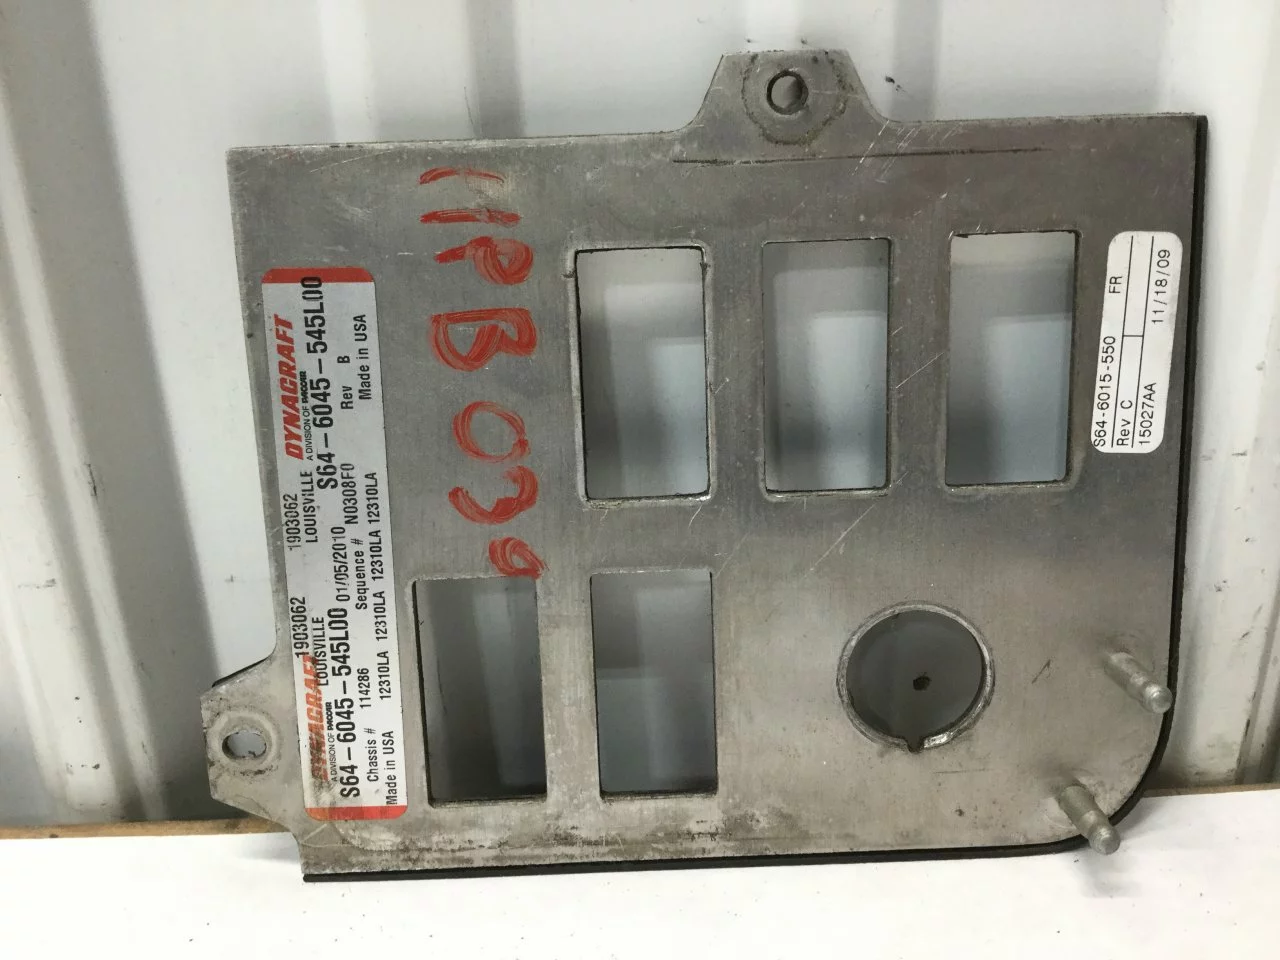 DYNACRAFT
A DIVISION OF PACCAR
1903062
LOUISVILLE
S64-6045-545L00
01/05/2010
Rev B
Sequence # N0308F0
Made in USA
12310LA 12310LA 12310LA 12310LA
1903062
LOUISVILLE
DYNACRAFT
A DIVISION OF PACCAR
S64-6045-545L00
Chassis # 114286
Made in USA
S64-6015-550 FR
Rev C
15027AA 11/18/09